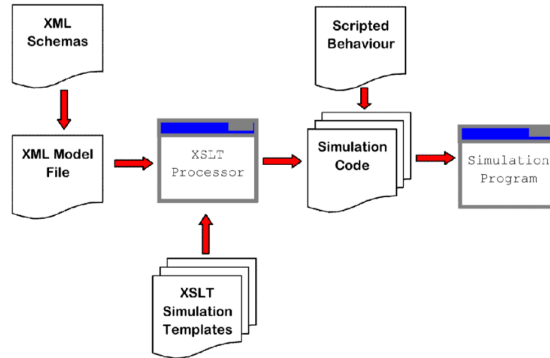 XML
Schemas
Scripted
Behaviour
XML Model
File
XSLT
Processor
Simulation
Code
Simulation
Program
XSLT
Simulation
Templates